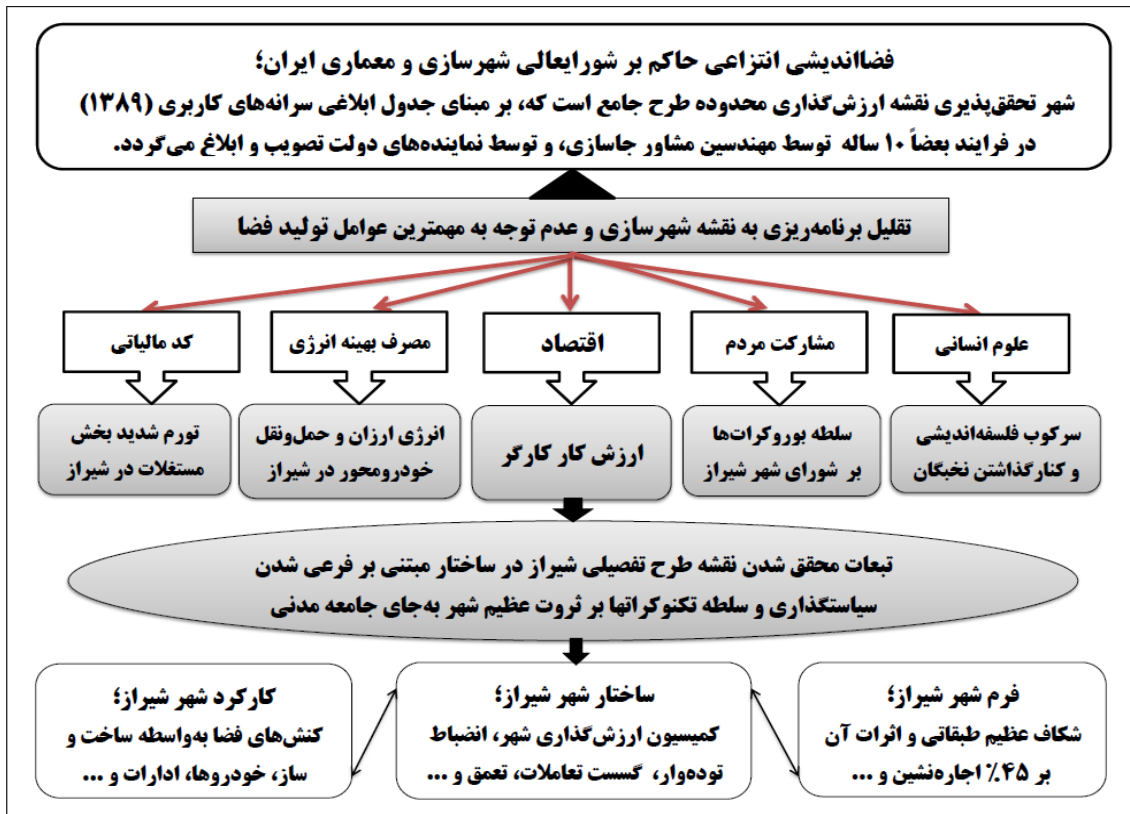 فضااندیشی انتزاعی حاکم بر شورایعالی شهرسازی و معماری ایران؛
شهر تحقق‌پذیری نقشه ارزش‌گذاری محدوده طرح جامع است که، بر مبنای جدول ابلاغی سرانه‌های کاربری (۱۳۸۹)
در فرایند بعضاً ۱۰ ساله توسط مهندسین مشاور جاسازی، و توسط نماینده‌های دولت تصویب و ابلاغ می‌گردد.
تقلیل برنامه‌ریزی به نقشه شهرسازی و عدم توجه به مهمترین عوامل تولید فضا
علوم انسانی
مشارکت مردم
اقتصاد
مصرف بهینه انرژی
کد مالیاتی
سرکوب فلسفه‌اندیشی
و کنارگذاشتن نخبگان
سلطه بوروکرات‌ها
بر شورای شهر شیراز
ارزش کار کارگر
انرژی ارزان و حمل‌ونقل
خودرومحور در شیراز
تورم شدید بخش
مستغلات در شیراز
تبعات محقق شدن نقشه طرح تفصیلی شیراز در ساختار مبتنی بر فرعی شدن
سیاستگذاری و سلطه تکنوکراتها بر ثروت عظیم شهر به‌جای جامعه مدنی
فرم شهر شیراز؛
شکاف عظیم طبقاتی و اثرات آن
بر ۴۵٪ اجاره‌نشین و ...
ساختار شهر شیراز؛
کمیسیون ارزش‌گذاری شهر، انضباط
توده‌وار، گسست تعاملات، تعمق و ...
کارکرد شهر شیراز؛
کنش‌های فضا به‌واسطه ساخت و
ساز، خودروها، ادارات و ...